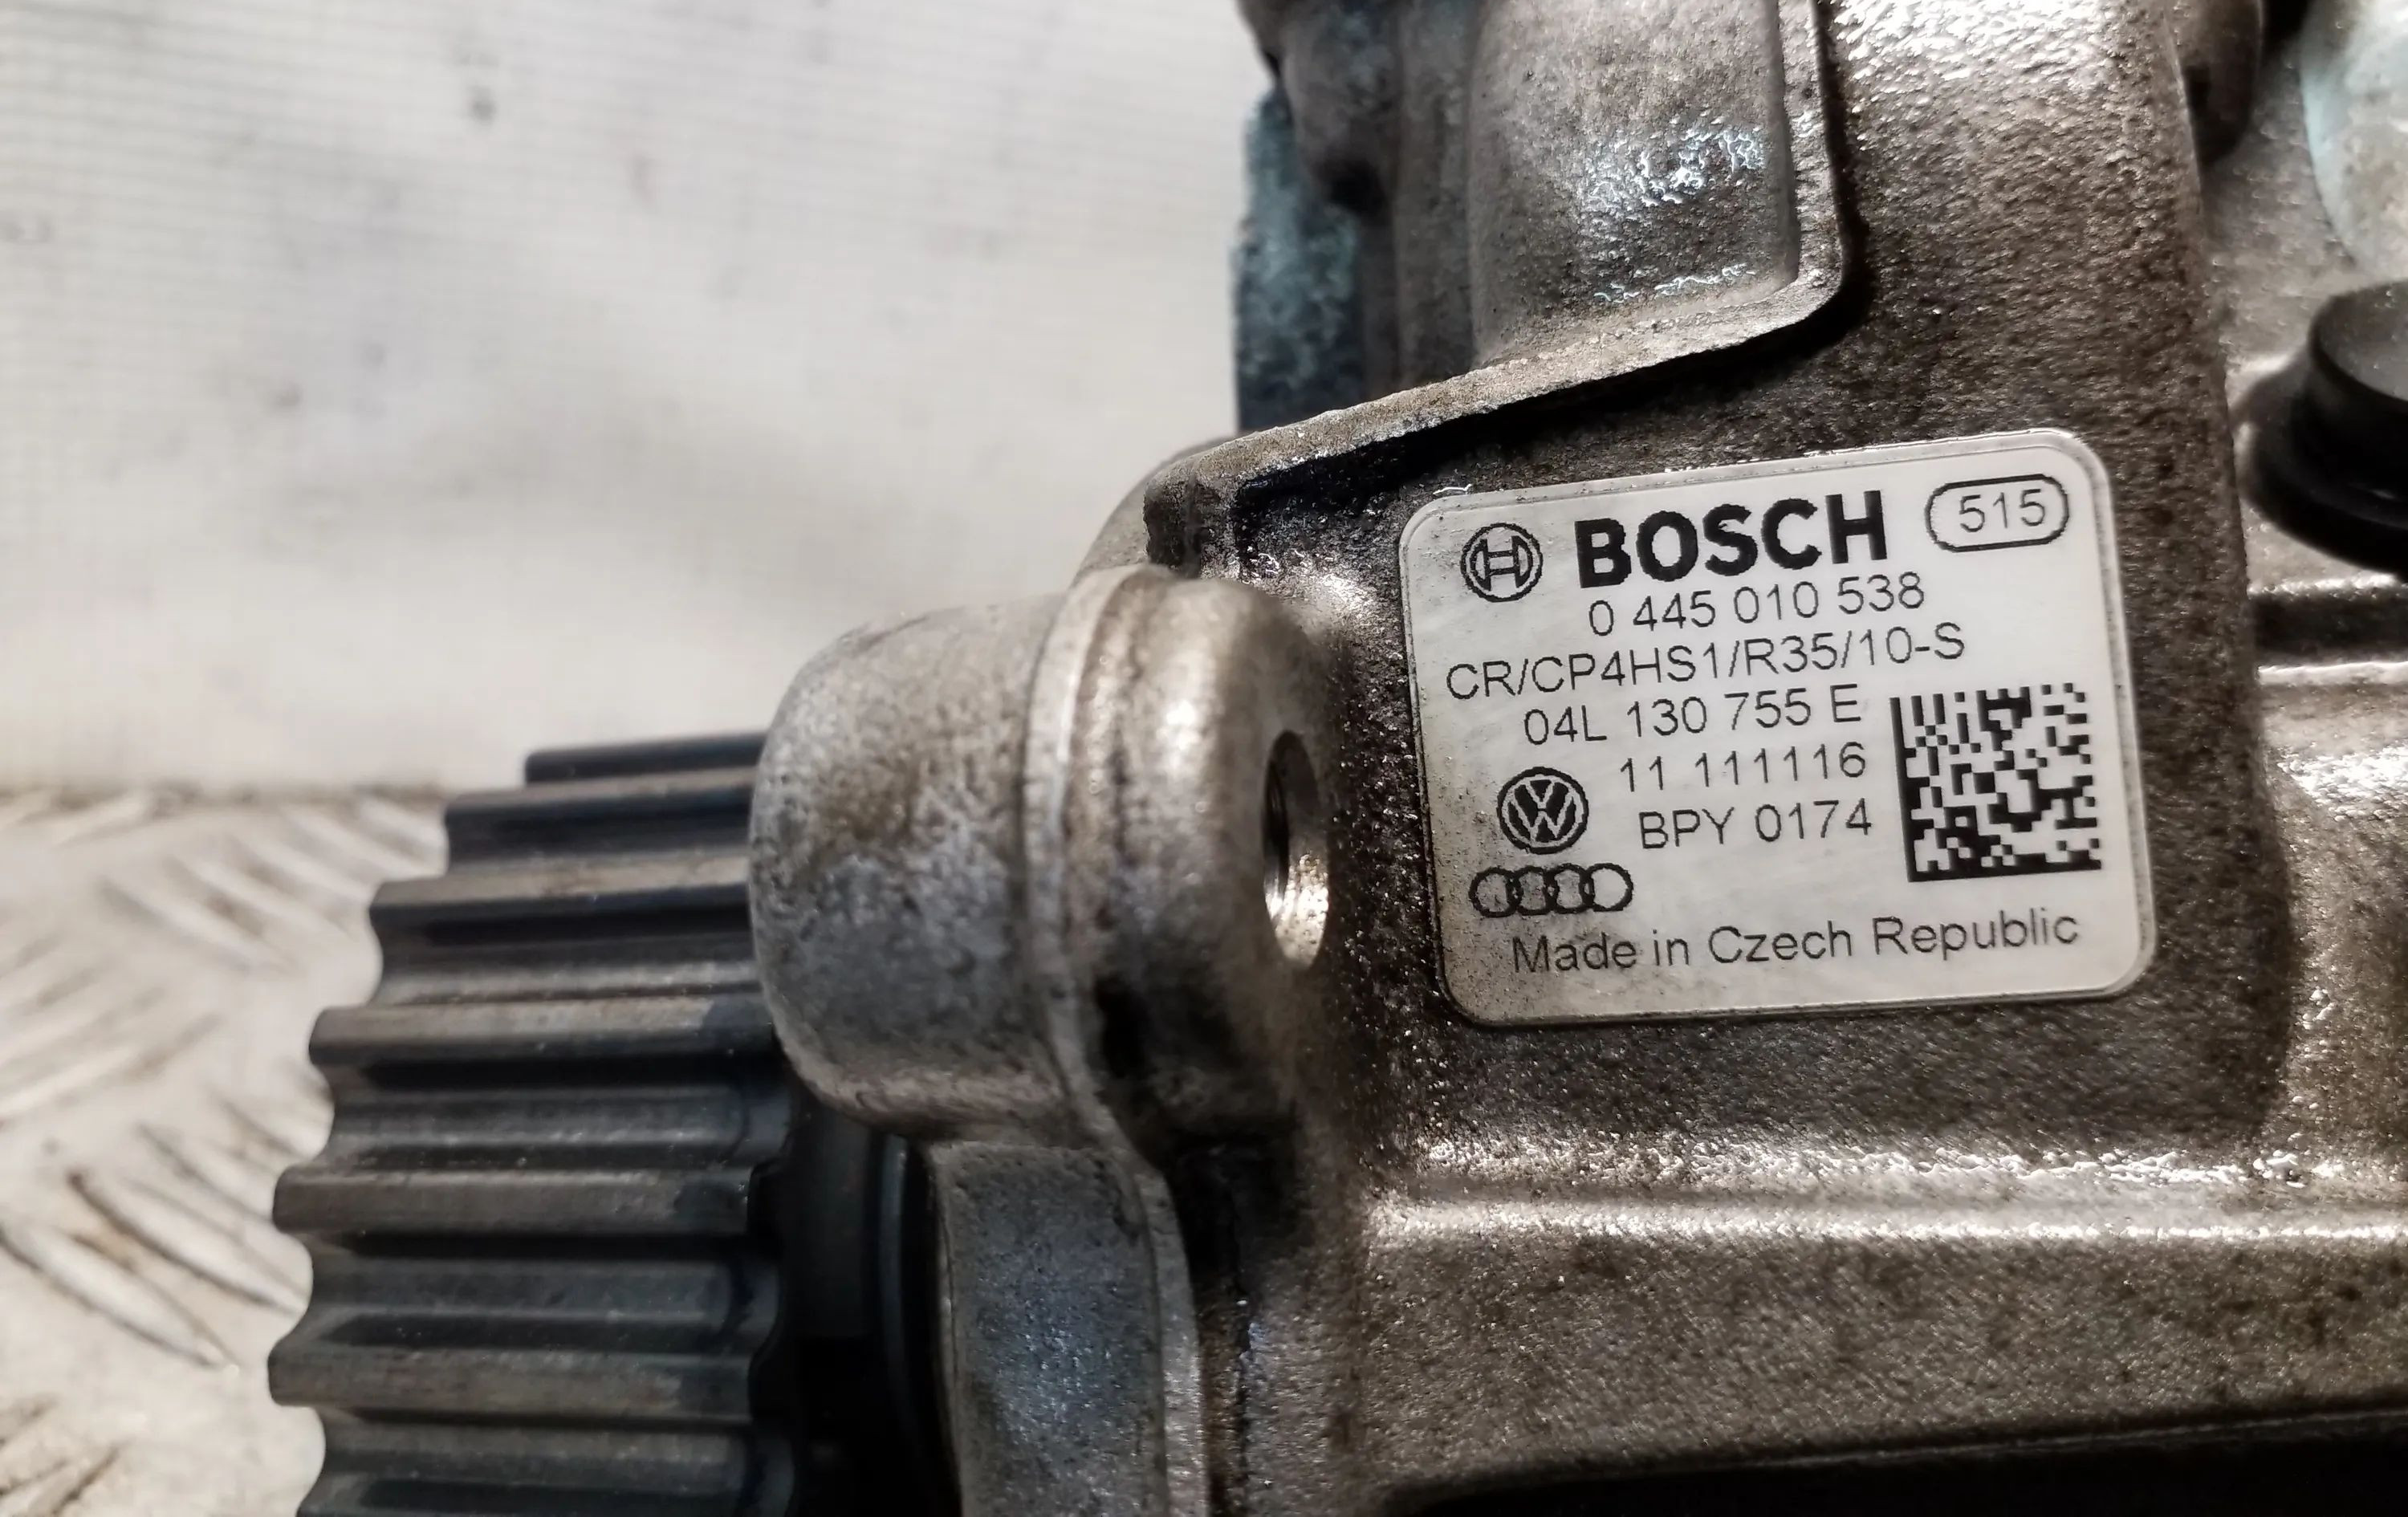 BOSCH 515
0 445 010 538
CR/CP4HS1/R35/10-S
04L 130 755 E
11 111116
BPY 0174
Made in Czech Republic